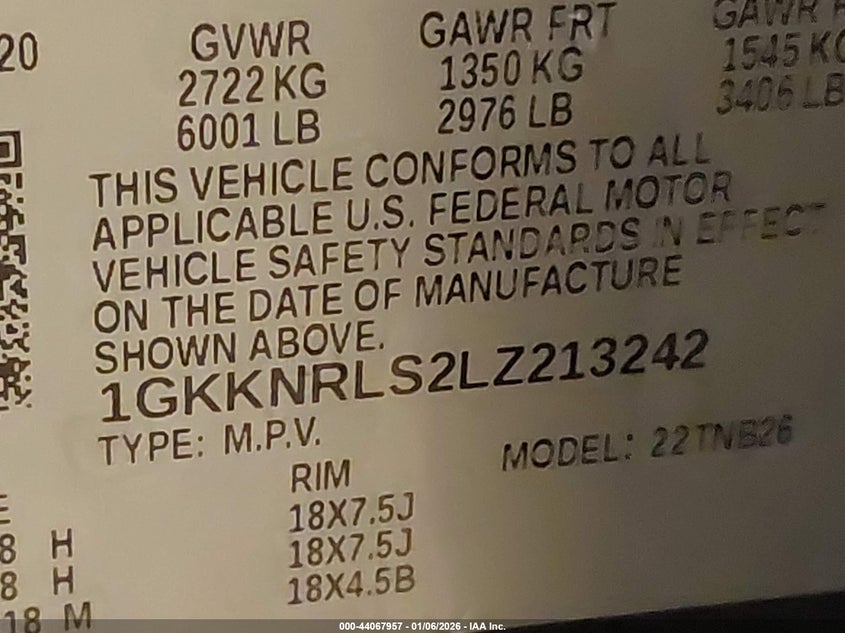 20
GVWR
GAWR FRT
GAWR
2722 KG
1350 KG
1545 KG
6001 LB
2976 LB
3406 LB
THIS VEHICLE CONFORMS TO ALL
APPLICABLE U.S. FEDERAL MOTOR
VEHICLE SAFETY STANDARDS IN EFFECT
ON THE DATE OF MANUFACTURE
SHOWN ABOVE.
1GKKNRLS2LZ213242
TYPE: M.P.V.
MODEL: 22TNB26
RIM
18X7.5J
8 H
18X7.5J
8 H
18X4.5B
18 M
000-44067957 - 01/06/2026 - IAA Inc.